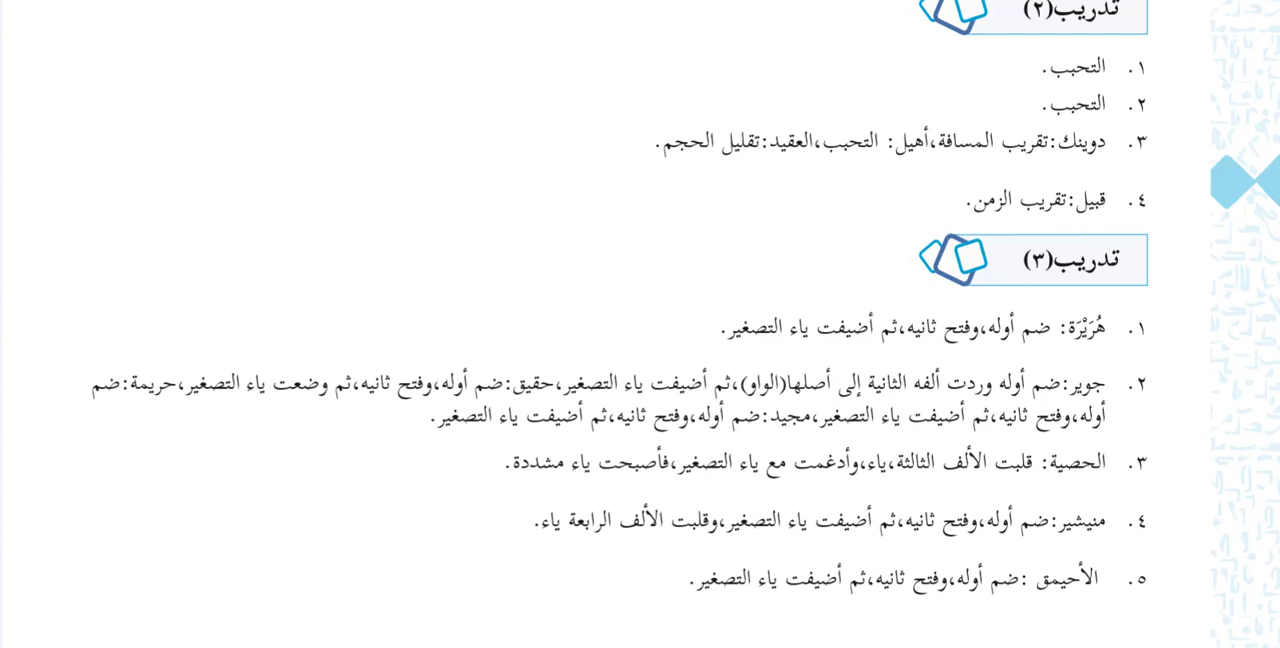 تدريب(٢)
١. التحبب.
٢. التحبب.
٣. دوينك:تقريب المسافة،أهيل: التحبب،العقيد:تقليل الحجم.
٤. قبيل:تقريب الزمن.
تدريب(٣)
١. هُرَيْرَة: ضم أوله،وفتح ثانيه،ثم أضيفت ياء التصغير.
٢. جوير:ضم أوله وردت ألفه الثانية إلى أصلها(الواو)،ثم أضيفت ياء التصغير،حقيق:ضم أوله،وفتح ثانيه،ثم وضعت ياء التصغير،حريمة:ضم
أوله،وفتح ثانيه،ثم أضيفت ياء التصغير،مجيد:ضم أوله،وفتح ثانيه،ثم أضيفت ياء التصغير.
٣. الحصية: قلبت الألف الثالثة،ياء،وأدغمت مع ياء التصغير،فأصبحت ياء مشددة.
٤. منيشير:ضم أوله،وفتح ثانيه،ثم أضيفت ياء التصغير،وقلبت الألف الرابعة ياء.
٥. الأحيمق :ضم أوله،وفتح ثانيه،ثم أضيفت ياء التصغير.